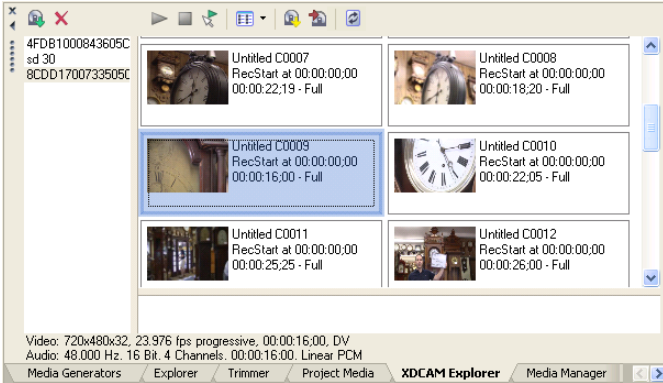 4FDB1000843605C
sd 30
8CDD17007335050
Untitled C0007
RecStart at 00:00:00;00
00:00:22;19 - Full
Untitled C0008
RecStart at 00:00:00;00
00:00:18;20 - Full
Untitled C0009
RecStart at 00:00:00;00
00:00:16;00 - Full
Untitled C0010
RecStart at 00:00:00;00
00:00:22;05 - Full
Untitled C0011
RecStart at 00:00:00;00
00:00:25;25 - Full
Untitled C0012
RecStart at 00:00:00;00
00:00:26;00 - Full
Video: 720x480x32, 23.976 fps progressive, 00:00:16;00, DV
Audio: 48.000 Hz. 16 Bit. 4 Channels. 00:00:16:00. Linear PCM
Media Generators Explorer Trimmer Project Media XDCAM Explorer Media Manager